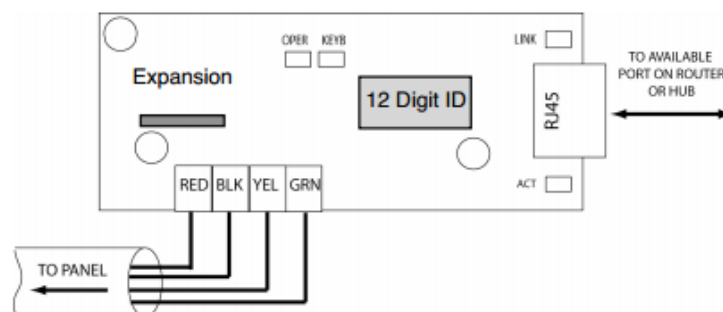 OPER KEYB
LINK
Expansion
12 Digit ID
RJ45
TO AVAILABLE
PORT ON ROUTER
OR HUB
ACT
RED BLK YEL GRN
TO PANEL